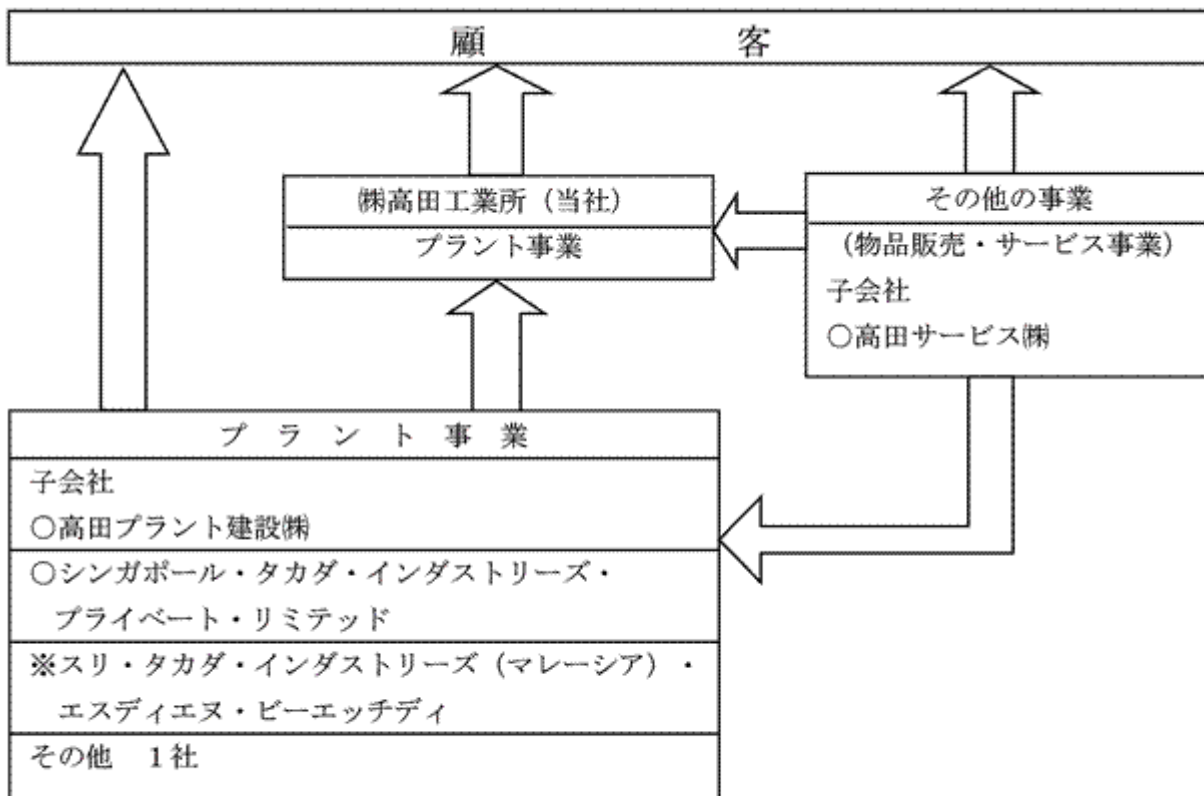 顧客
㈱高田工業所（当社）
プラント事業
その他の事業
（物品販売・サービス事業）
子会社
○高田サービス㈱
プラント事業
子会社
○高田プラント建設㈱
○シンガポール・タカダ・インダストリーズ・
プライベート・リミテッド
※スリ・タカダ・インダストリーズ（マレーシア）・
エスディエヌ・ビーエッチディ
その他　１社